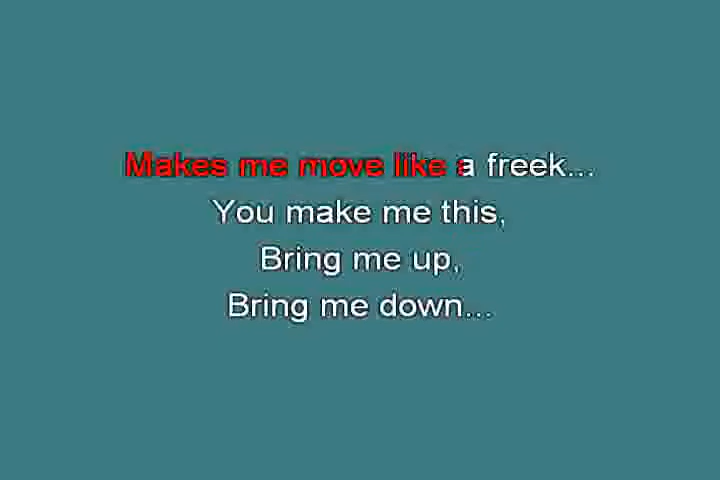 Makes me move like a freek...
You make me this,
Bring me up,
Bring me down...